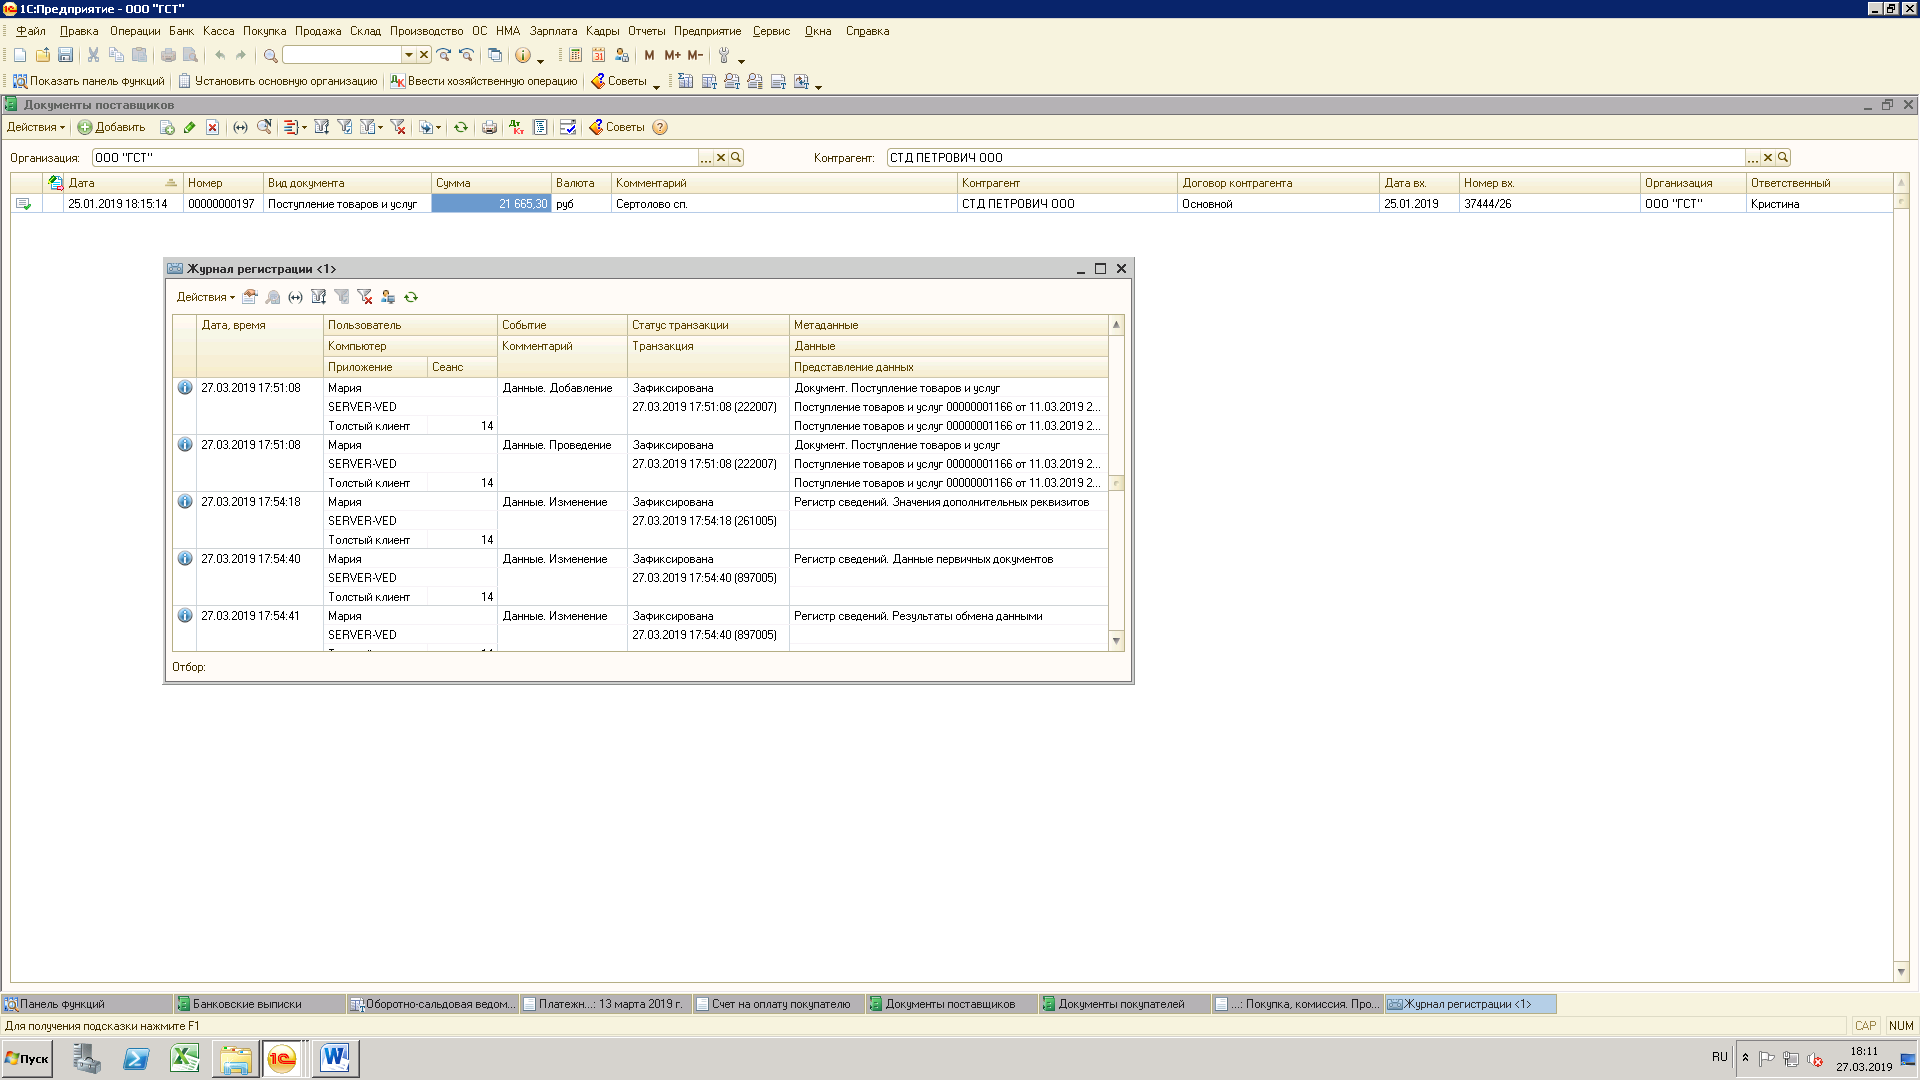 1С:Предприятие - ООО "ГСТ"
Файл Правка Операции Банк Касса Покупка Продажа Склад Производство ОС НМА Зарплата Кадры Отчеты Предприятие Сервис Окна Справка
M M+ M-
Показать панель функций Установить основную организацию Ввести хозяйственную операцию Советы
Документы поставщиков
Действия Добавить Советы
Организация: ООО "ГСТ" ... Контрагент: СТД ПЕТРОВИЧ ООО ...
Дата Номер Вид документа Сумма Валюта Комментарий Контрагент Договор контрагента Дата вх. Номер вх. Организация Ответственный
25.01.2019 18:15:14 00000000197 Поступление товаров и услуг 21 665,30 руб Сертолово сп. СТД ПЕТРОВИЧ ООО Основной 25.01.2019 37444/26 ООО "ГСТ" Кристина
Журнал регистрации <1>
Действия
Дата, время Пользователь Событие Статус транзакции Метаданные
Компьютер Комментарий Транзакция Данные
Приложение Сеанс Представление данных
27.03.2019 17:51:08 Мария Данные. Добавление Зафиксирована Документ. Поступление товаров и услуг
SERVER-VED 27.03.2019 17:51:08 (222007) Поступление товаров и услуг 00000001166 от 11.03.2019 2...
Толстый клиент 14 Поступление товаров и услуг 00000001166 от 11.03.2019 2...
27.03.2019 17:51:08 Мария Данные. Проведение Зафиксирована Документ. Поступление товаров и услуг
SERVER-VED 27.03.2019 17:51:08 (222007) Поступление товаров и услуг 00000001166 от 11.03.2019 2...
Толстый клиент 14 Поступление товаров и услуг 00000001166 от 11.03.2019 2...
27.03.2019 17:54:18 Мария Данные. Изменение Зафиксирована Регистр сведений. Значения дополнительных реквизитов
SERVER-VED 27.03.2019 17:54:18 (261005)
Толстый клиент 14
27.03.2019 17:54:40 Мария Данные. Изменение Зафиксирована Регистр сведений. Данные первичных документов
SERVER-VED 27.03.2019 17:54:40 (897005)
Толстый клиент 14
27.03.2019 17:54:41 Мария Данные. Изменение Зафиксирована Регистр сведений. Результаты обмена данными
SERVER-VED 27.03.2019 17:54:40 (897005)
Отбор:
Панель функций Банковские выписки Оборотно-сальдовая ведом... Платежн...: 13 марта 2019 г. Счет на оплату покупателю Документы поставщиков Документы покупателей ...: Покупка, комиссия. Про... Журнал регистрации <1>
Для получения подсказки нажмите F1 CAP NUM
Пуск RU 18:11
27.03.2019